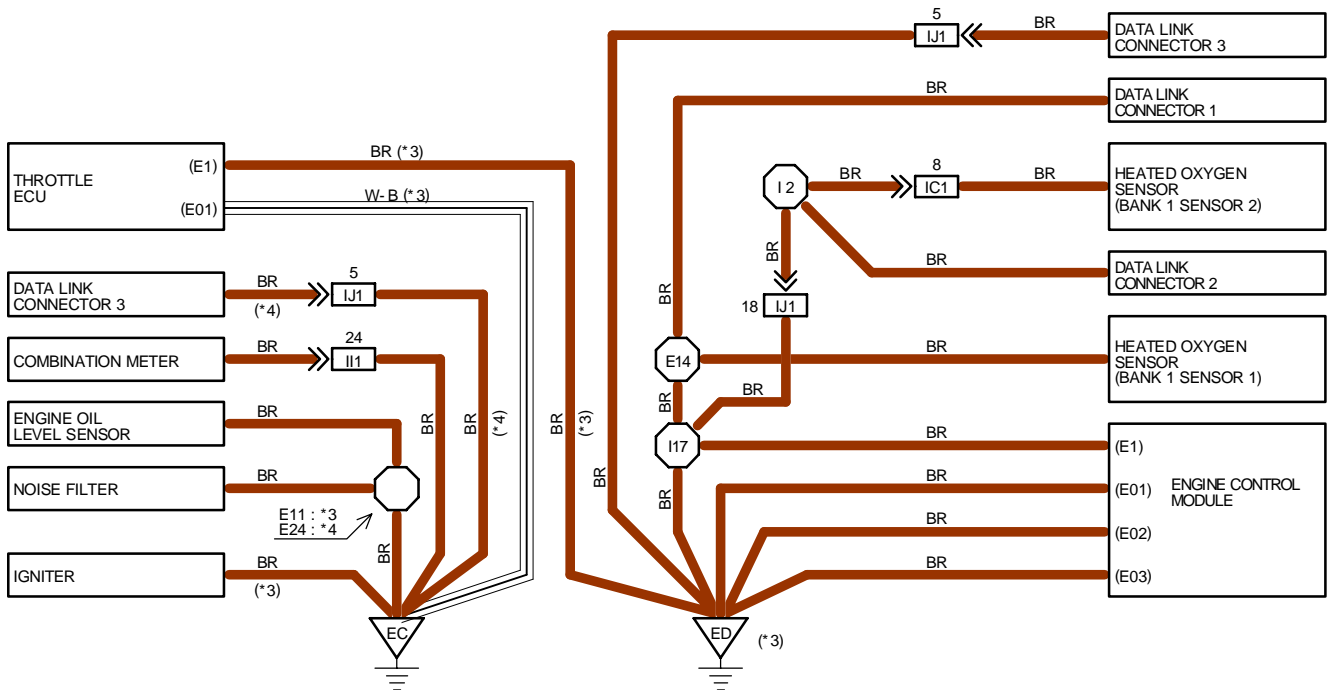 5
IJ1
BR
DATA LINK
CONNECTOR 3
BR
DATA LINK
CONNECTOR 1
THROTTLE
ECU
(E1)
BR (*3)
(E01)
W-B (*3)
I 2
BR
8
IC1
BR
HEATED OXYGEN
SENSOR
(BANK 1 SENSOR 2)
BR
BR
DATA LINK
CONNECTOR 2
DATA LINK
CONNECTOR 3
BR
(*4)
5
IJ1
BR
18
IJ1
COMBINATION METER
BR
24
II1
E14
BR
HEATED OXYGEN
SENSOR
(BANK 1 SENSOR 1)
BR
BR
ENGINE OIL
LEVEL SENSOR
BR
BR
BR
(*4)
BR
(*3)
BR
I17
BR
(E1)
ENGINE CONTROL
MODULE
NOISE FILTER
BR
BR
BR
(E01)
E11 : *3
E24 : *4
BR
BR
(E02)
IGNITER
BR
(*3)
BR
(E03)
EC
ED
(*3)